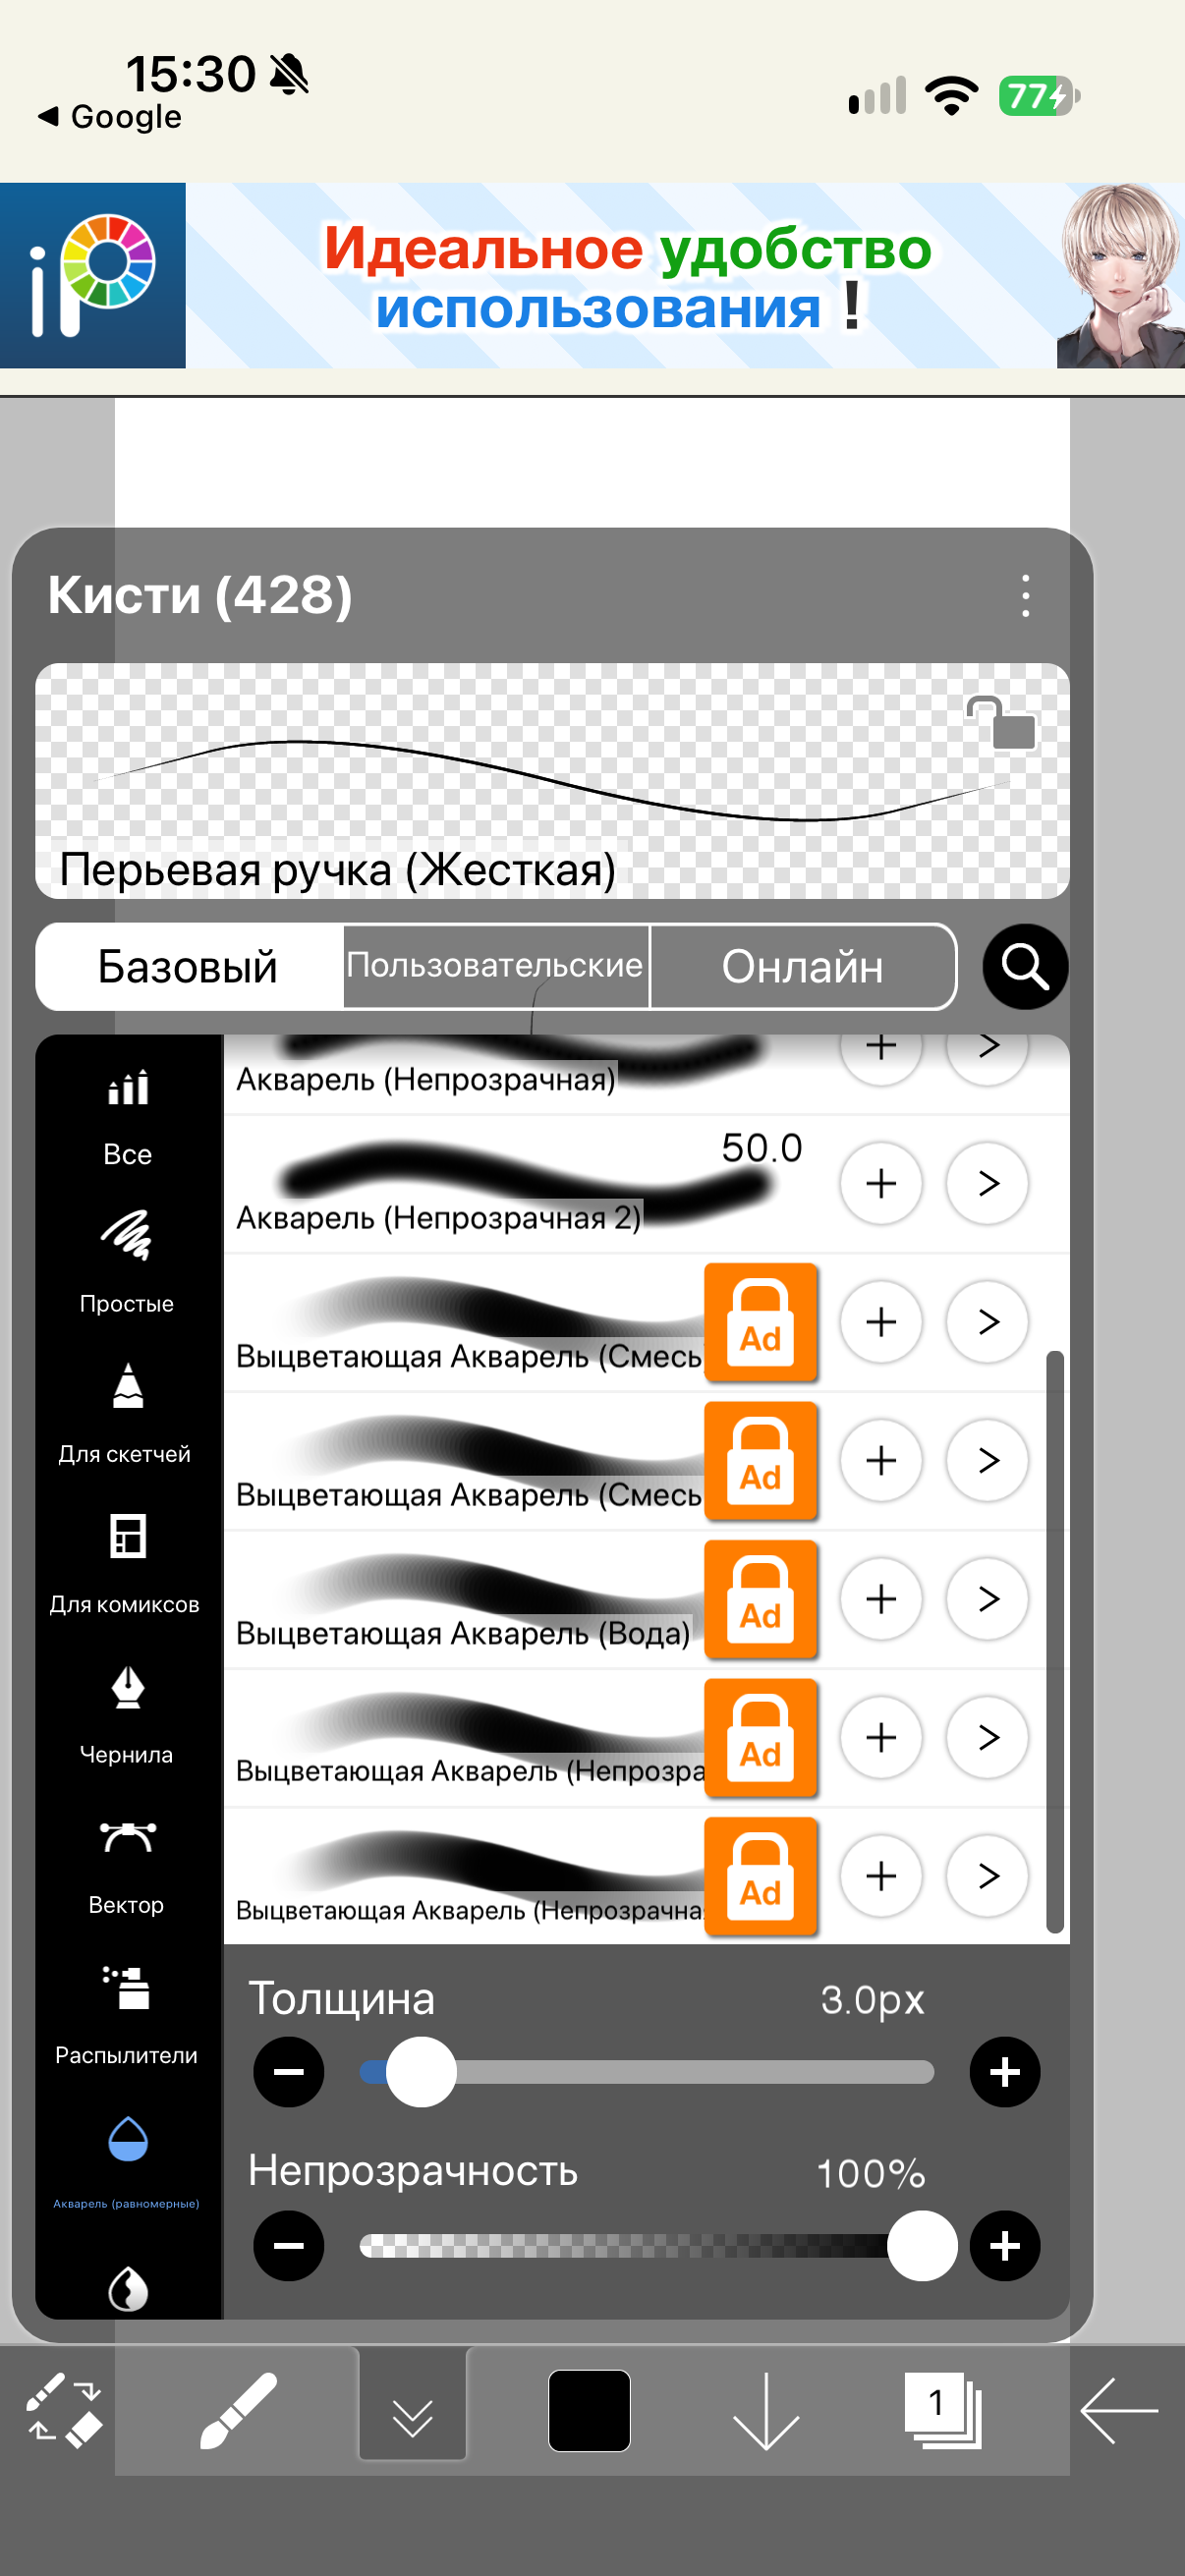 15:30
Google
77
iP
Идеальное удобство
использования !
Кисти (428)
Перьевая ручка (Жесткая)
Базовый
Пользовательские
Онлайн
Все
Простые
Для скетчей
Для комиксов
Чернила
Вектор
Распылители
Акварель (равномерные)
Акварель (Непрозрачная)
50.0
Акварель (Непрозрачная 2)
Выцветающая Акварель (Смесь)
Ad
Выцветающая Акварель (Смесь
Ad
Выцветающая Акварель (Вода)
Ad
Выцветающая Акварель (Непрозра
Ad
Выцветающая Акварель (Непрозрачна
Ad
Толщина
3.0px
Непрозрачность
100%
1